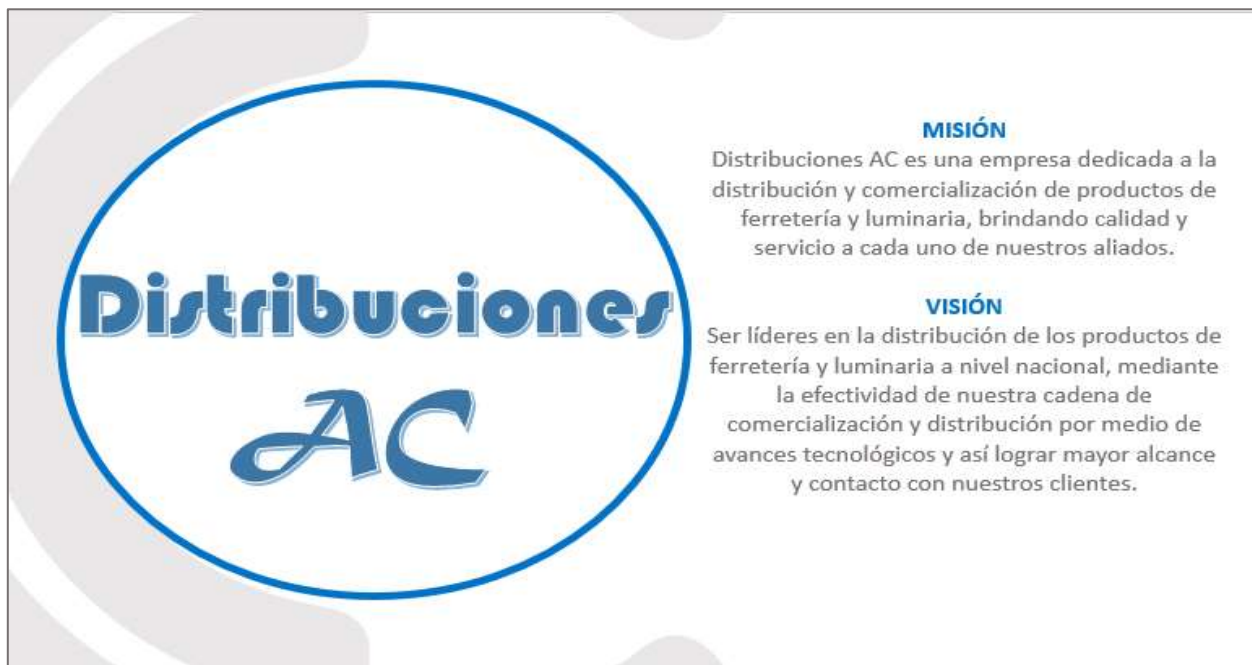 Distribuciones
AC
MISIÓN
Distribuciones AC es una empresa dedicada a la
distribución y comercialización de productos de
ferretería y luminaria, brindando calidad y
servicio a cada uno de nuestros aliados.
VISIÓN
Ser líderes en la distribución de los productos de
ferretería y luminaria a nivel nacional, mediante
la efectividad de nuestra cadena de
comercialización y distribución por medio de
avances tecnológicos y así lograr mayor alcance
y contacto con nuestros clientes.